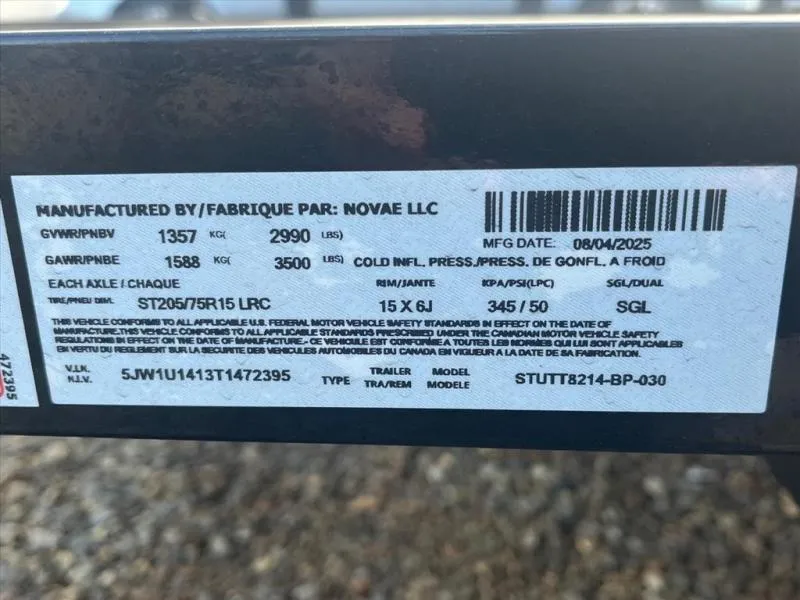 MANUFACTURED BY/FABRIQUE PAR: NOVAE LLC
GVWR/PNBV 1357 KG( 2990 LBS)
MFG DATE: 08/04/2025
GAWR/PNBE 1588 KG( 3500 LBS) COLD INFL. PRESS./PRESS. DE GONFL. A FROID
EACH AXLE / CHAQUE RIM/JANTE KPA/PSI(LPC) SGL/DUAL
TIRE/PNEU DIM. ST205/75R15 LRC 15 X 6J 345/50 SGL
THIS VEHICLE CONFORMS TO ALL APPLICABLE U.S. FEDERAL MOTOR VEHICLE SAFETY STANDARDS IN EFFECT ON THE DATE OF
MANUFACTURE.THIS VEHICLE CONFORMS TO ALL APPLICABLE STANDARDS PRESCRIBED UNDER THE CANADIAN MOTOR VEHICLE SAFETY
REGULATIONS IN EFFECT ON THE DATE OF MANUFACTURE.- CE VEHICULE EST CONFORME A TOUTES LES NORMES QUI LUI SONT APPLICABLES
EN VERTU DU REGLEMENT SUR LA SECURITE DES VEHICULES AUTOMOBILES DU CANADA EN VIGUEUR A LA DATE DE SA FABRICATION.
V.I.N. 5JW1U1413T1472395 TRAILER MODEL STUTT8214-BP-030
N.I.V. TYPE TRA/REM MODELE
472395